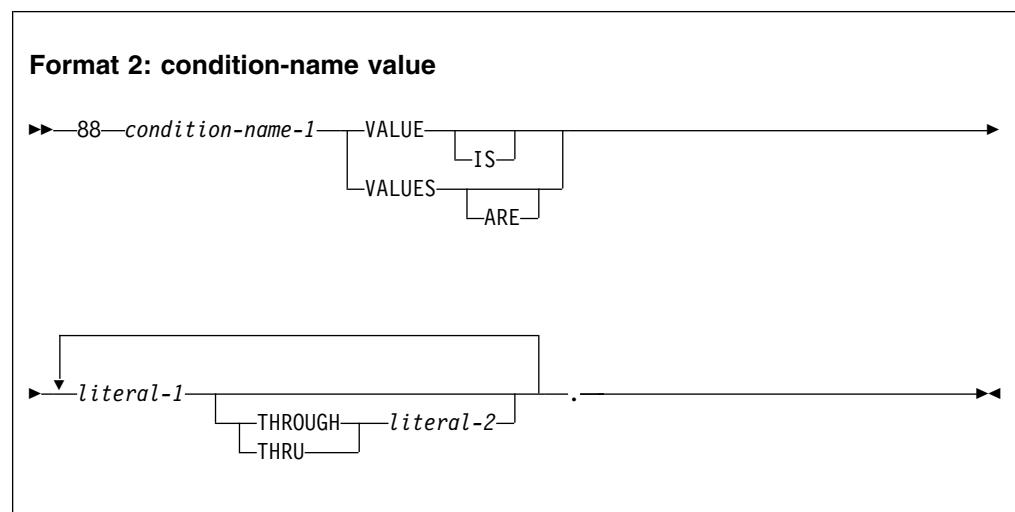 Format 2: condition-name value
88 condition-name-1 VALUE
IS
VALUES
ARE
literal-1 .
THROUGH literal-2
THRU